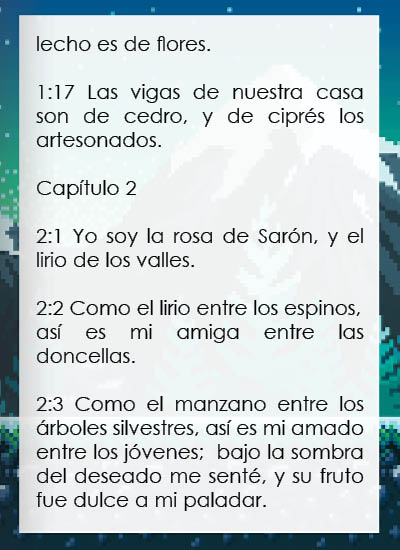 lecho es de flores.
1:17 Las vigas de nuestra casa
son de cedro, y de ciprés los
artesonados.
Capítulo 2
2:1 Yo soy la rosa de Sarón, y el
lirio de los valles.
2:2 Como el lirio entre los espinos,
así es mi amiga entre las
doncellas.
2:3 Como el manzano entre los
árboles silvestres, así es mi amado
entre los jóvenes; bajo la sombra
del deseado me senté, y su fruto
fue dulce a mi paladar.